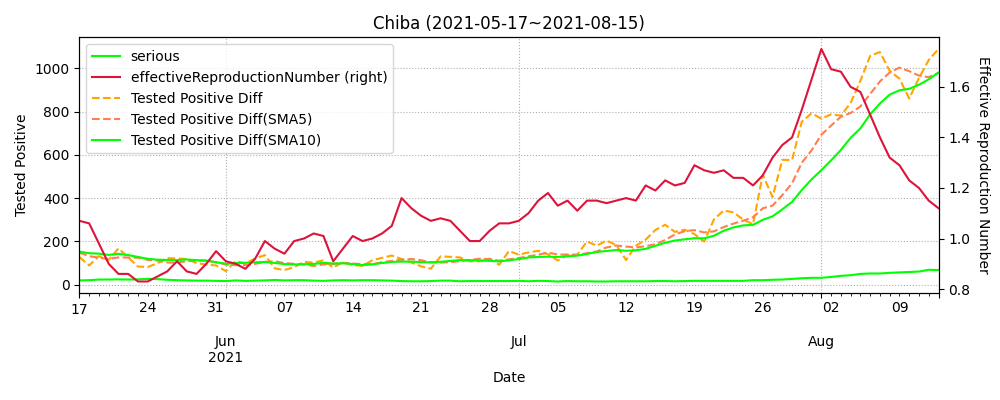 Chiba (2021-05-17~2021-08-15)
serious
effectiveReproductionNumber (right)
Tested Positive Diff
Tested Positive Diff(SMA5)
Tested Positive Diff(SMA10)
Tested Positive
1000
800
600
400
200
0
Effective Reproduction Number
1.6
1.4
1.2
1.0
0.8
17 24 31 07 14 21 28 05 12 19 26 02 09
Jun Jul Aug
2021
Date